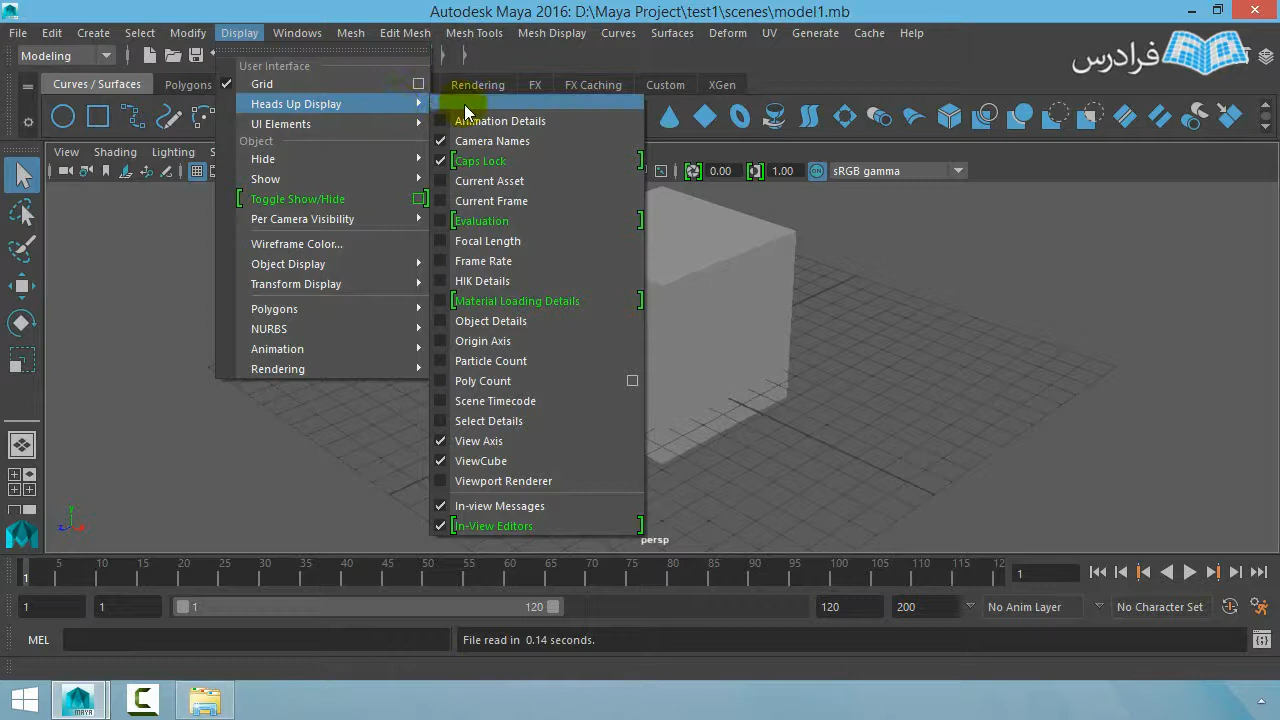 Autodesk Maya 2016: D:\Maya Project\test1\scenes\model1.mb
File Edit Create Select Modify Display Windows Mesh Edit Mesh Mesh Tools Mesh Display Curves Surfaces Deform UV Generate Cache Help
Modeling
فرادرس
Curves / Surfaces Polygons Rendering FX FX Caching Custom XGen
User Interface
Grid
Heads Up Display
UI Elements
Object
Hide
Show
Toggle Show/Hide
Per Camera Visibility
Wireframe Color...
Object Display
Transform Display
Polygons
NURBS
Animation
Rendering
Animation Details
Camera Names
Caps Lock
Current Asset
Current Frame
Evaluation
Focal Length
Frame Rate
HIK Details
Material Loading Details
Object Details
Origin Axis
Particle Count
Poly Count
Scene Timecode
Select Details
View Axis
ViewCube
Viewport Renderer
In-view Messages
In-View Editors
View Shading Lighting
0.00 1.00 ON sRGB gamma
y
z
persp
5 10 15 20 25 30 35 40 45 50 55 60 65 70 75 80 85 90 95 100 105 110 115 12
1 1
1 1 1 120 120 200 No Anim Layer No Character Set
MEL File read in 0.14 seconds.
MAYA